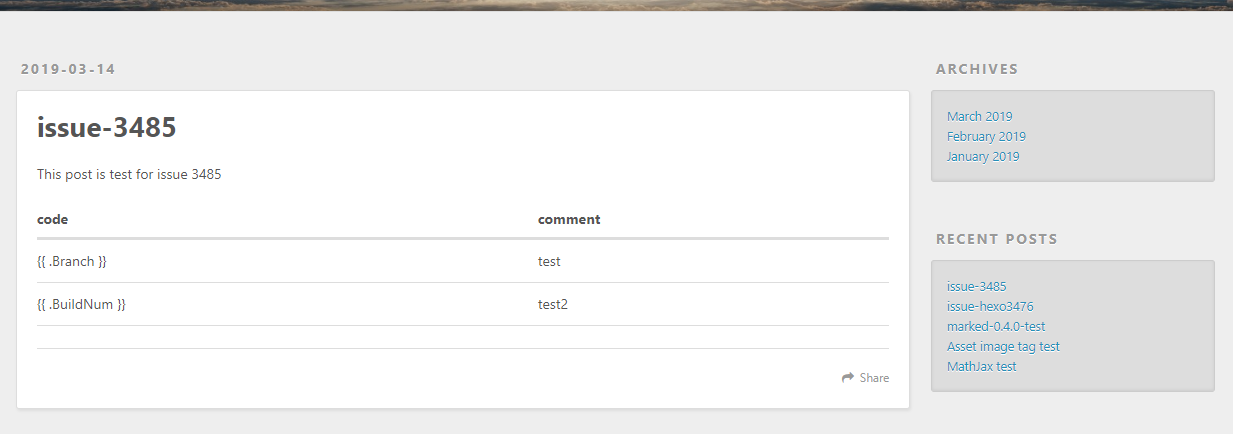 2019-03-14
issue-3485
This post is test for issue 3485
code comment
{{ .Branch }} test
{{ .BuildNum }} test2
Share
ARCHIVES
March 2019
February 2019
January 2019
RECENT POSTS
issue-3485
issue-hexo3476
marked-0.4.0-test
Asset image tag test
MathJax test